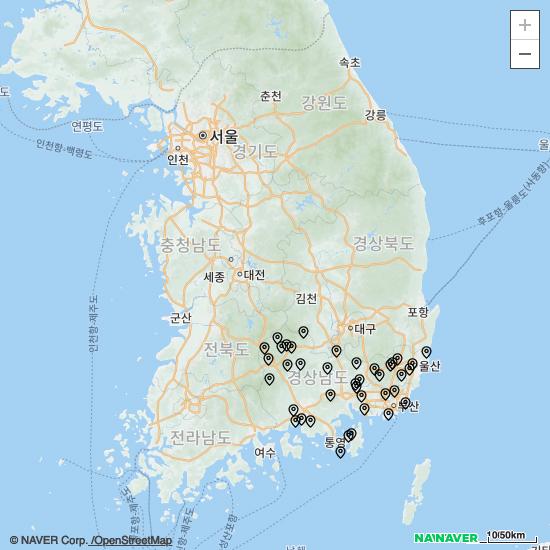 +
−
속초
춘천
강원도
연평도
강릉
서울
경기도
인천
인천항-백령도
울
후포항-울릉도(사동항)
충청남도
경상북도
세종
대전
김천
포항
인천항-제주도
군산
대구
전북도
울산
경상남도
부산
전라남도
통영
여수
© NAVER Corp. /OpenStreetMap
NAVER
NAVER
10/50km